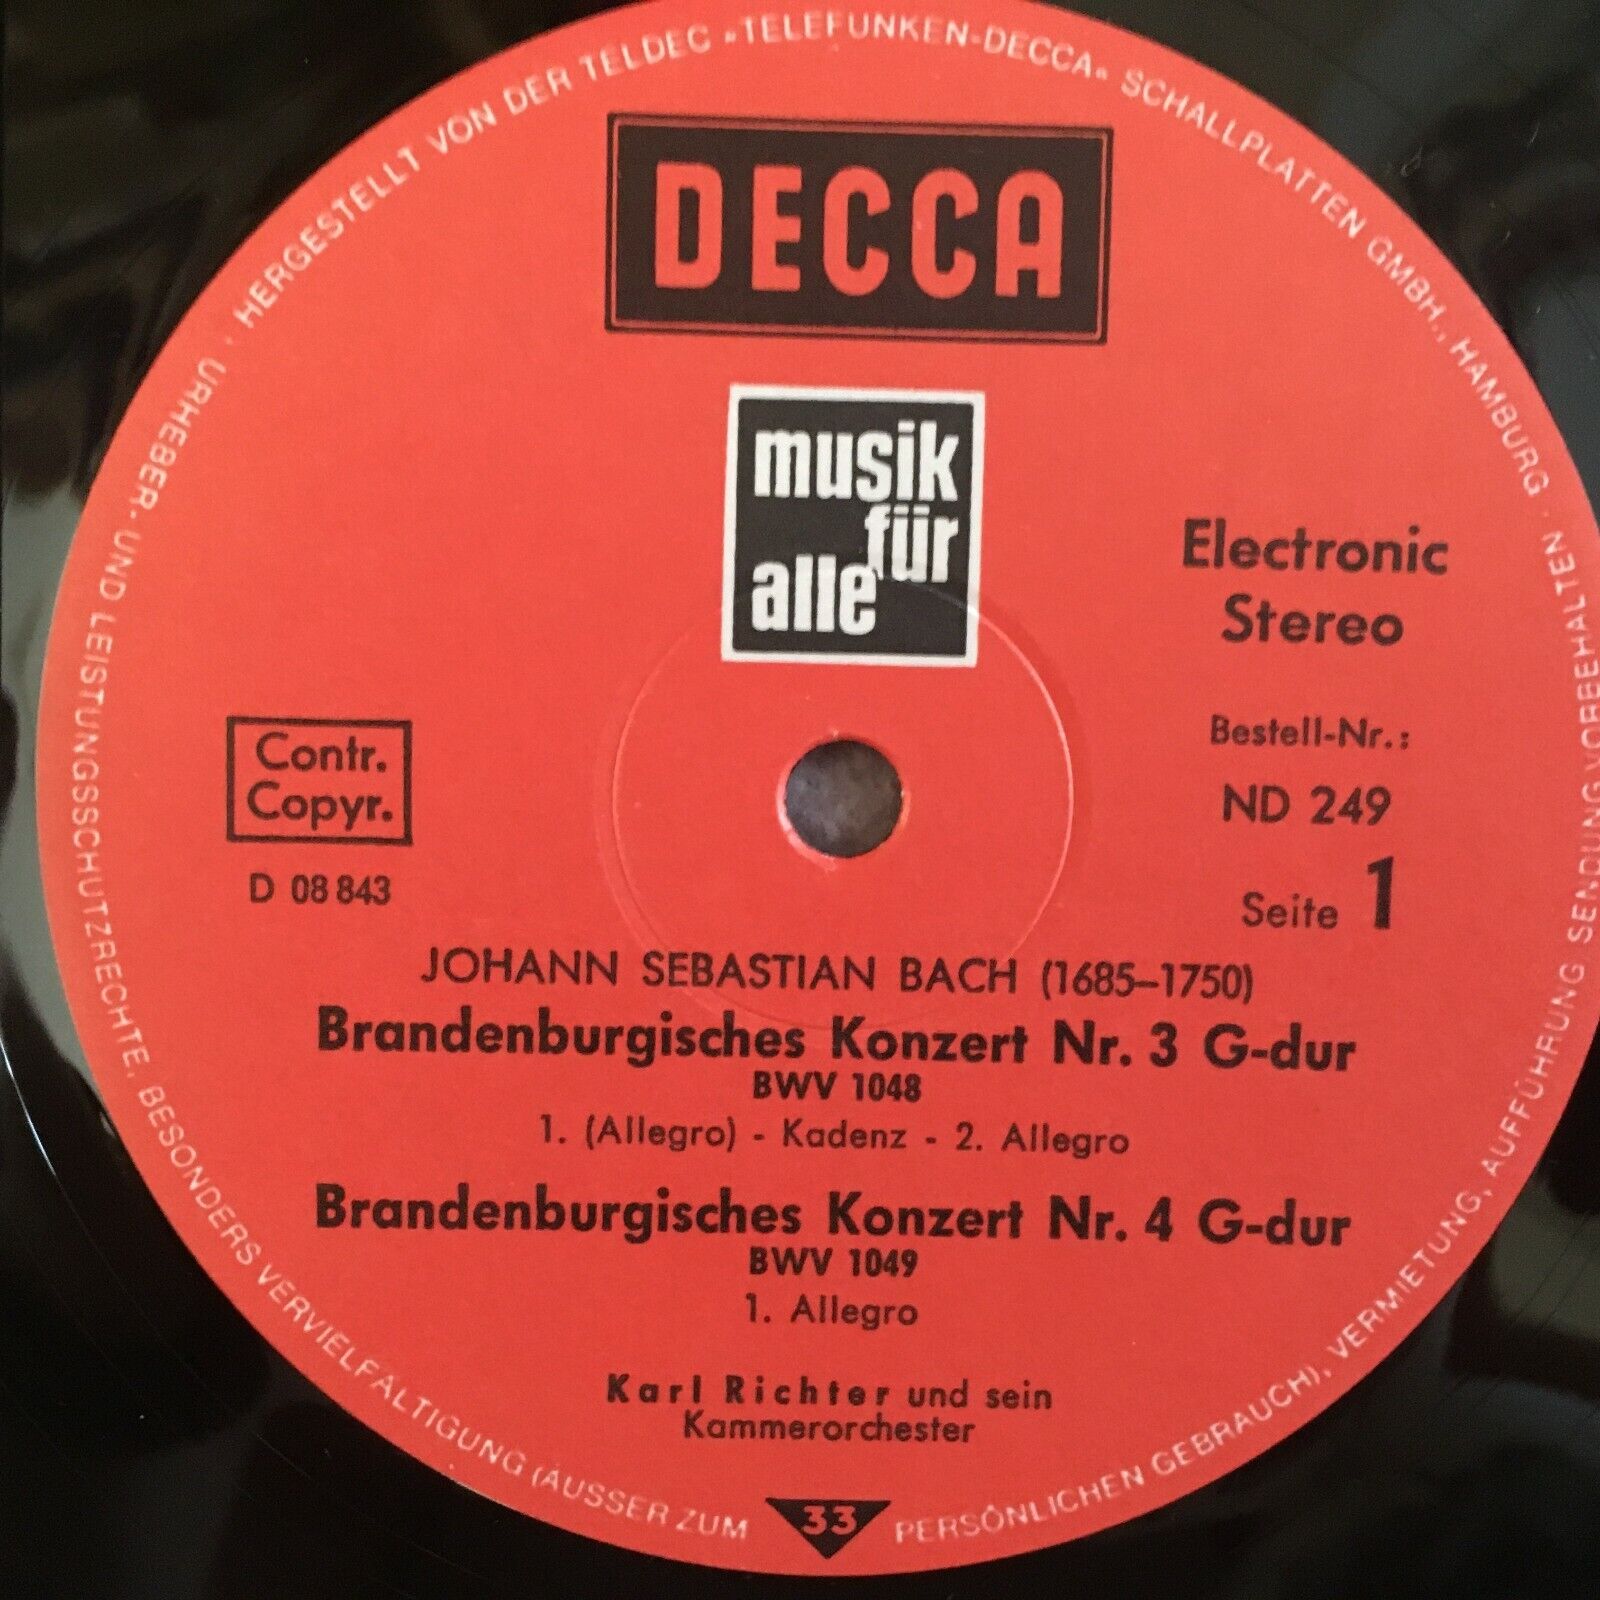 HERGESTELLT VON DER TELDEC »TELEFUNKEN-DECCA« SCHALLPLATTEN GMBH., HAMBURG · URHEBER- UND LEISTUNGSSCHUTZRECHTE, BESONDERS VERVIELFÄLTIGUNG (AUSSER ZUM PERSÖNLICHEN GEBRAUCH), VERMIETUNG, AUFFÜHRUNG SENDUNG VORBEHALTEN ·
DECCA
musik
für
alle
Electronic
Stereo
Bestell-Nr.:
ND 249
Seite 1
Contr.
Copyr.
D 08 843
JOHANN SEBASTIAN BACH (1685–1750)
Brandenburgisches Konzert Nr. 3 G-dur
BWV 1048
1. (Allegro) - Kadenz - 2. Allegro
Brandenburgisches Konzert Nr. 4 G-dur
BWV 1049
1. Allegro
Karl Richter und sein
Kammerorchester
33